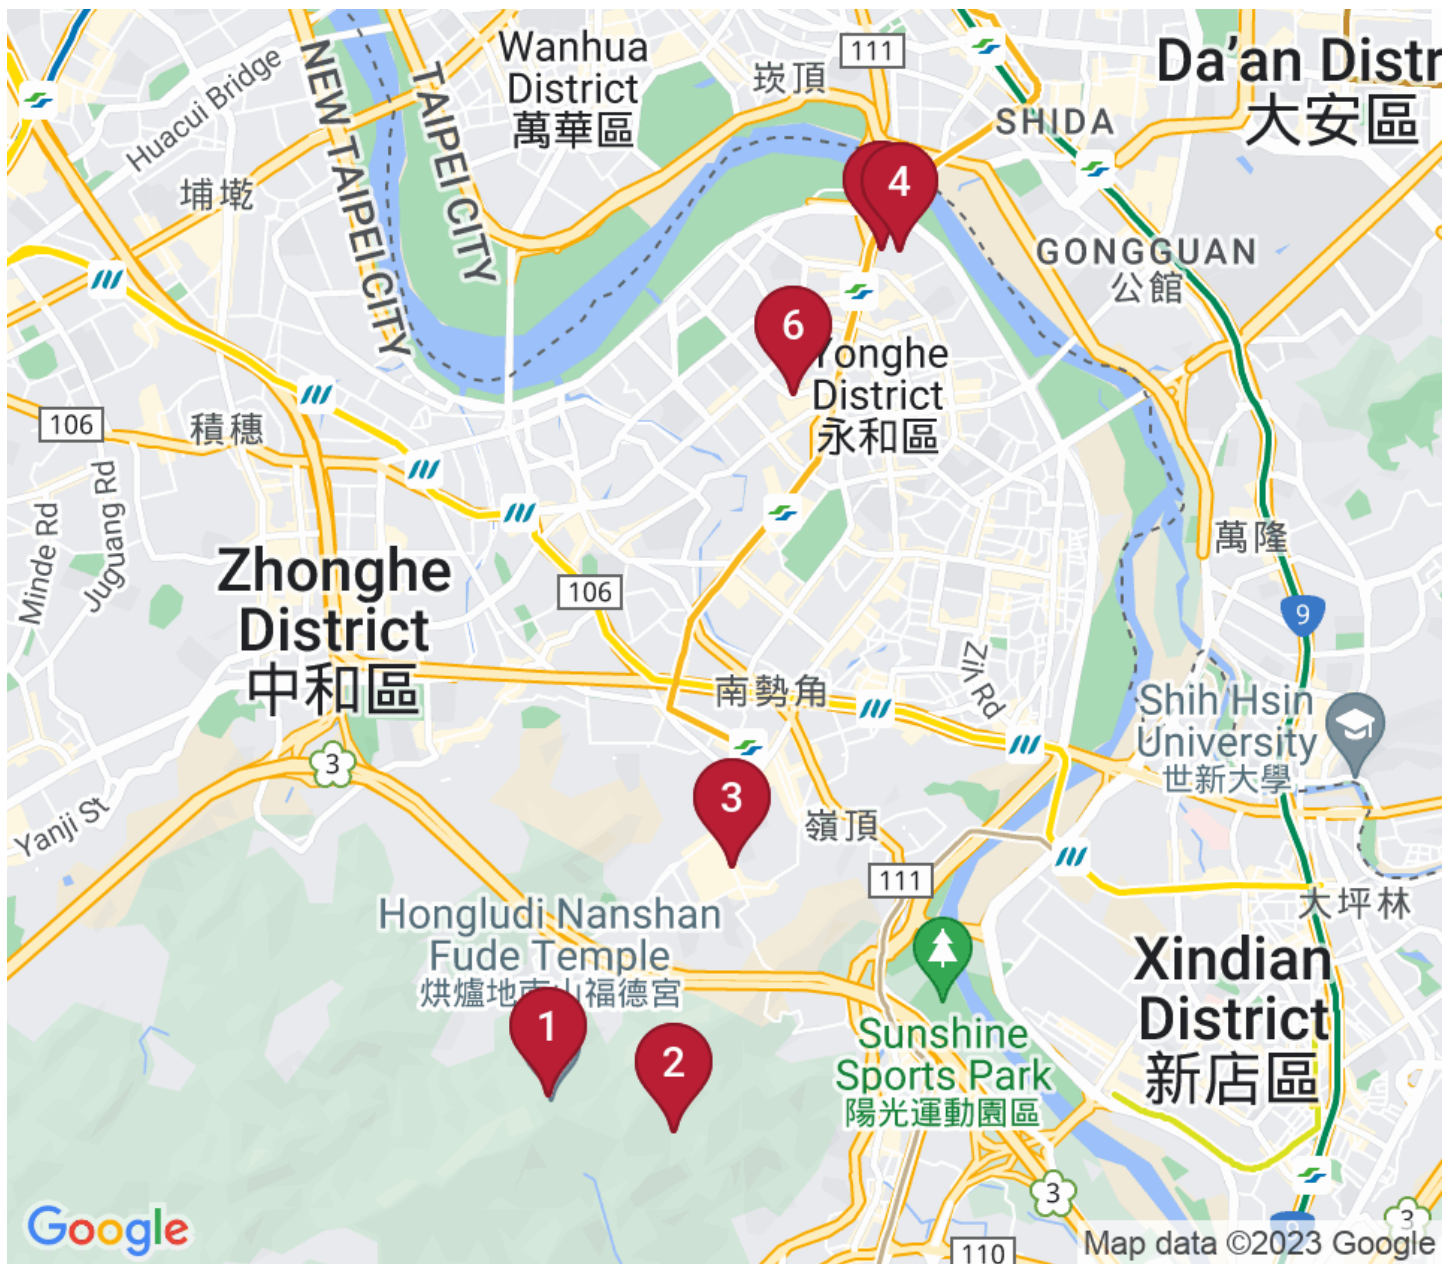 Wanhua
District
萬華區
111
崁頂
Da'an Distr
大安區
SHIDA
Huacui Bridge
NEW TAIPEI CITY
TAIPEI CITY
埔墘
4
GONGGUAN
公館
6
Yonghe
District
永和區
106
積穗
Minde Rd
Juguang Rd
萬隆
Zhonghe
District
中和區
106
9
Zili Rd
南勢角
Shih Hsin
University
世新大學
3
Yanji St
3
嶺頂
111
大坪林
Hongludi Nanshan
Fude Temple
烘爐地南山福德宮
Xindian
District
新店區
1
2
Sunshine
Sports Park
陽光運動園區
3
3
9
110
Google
Map data ©2023 Google